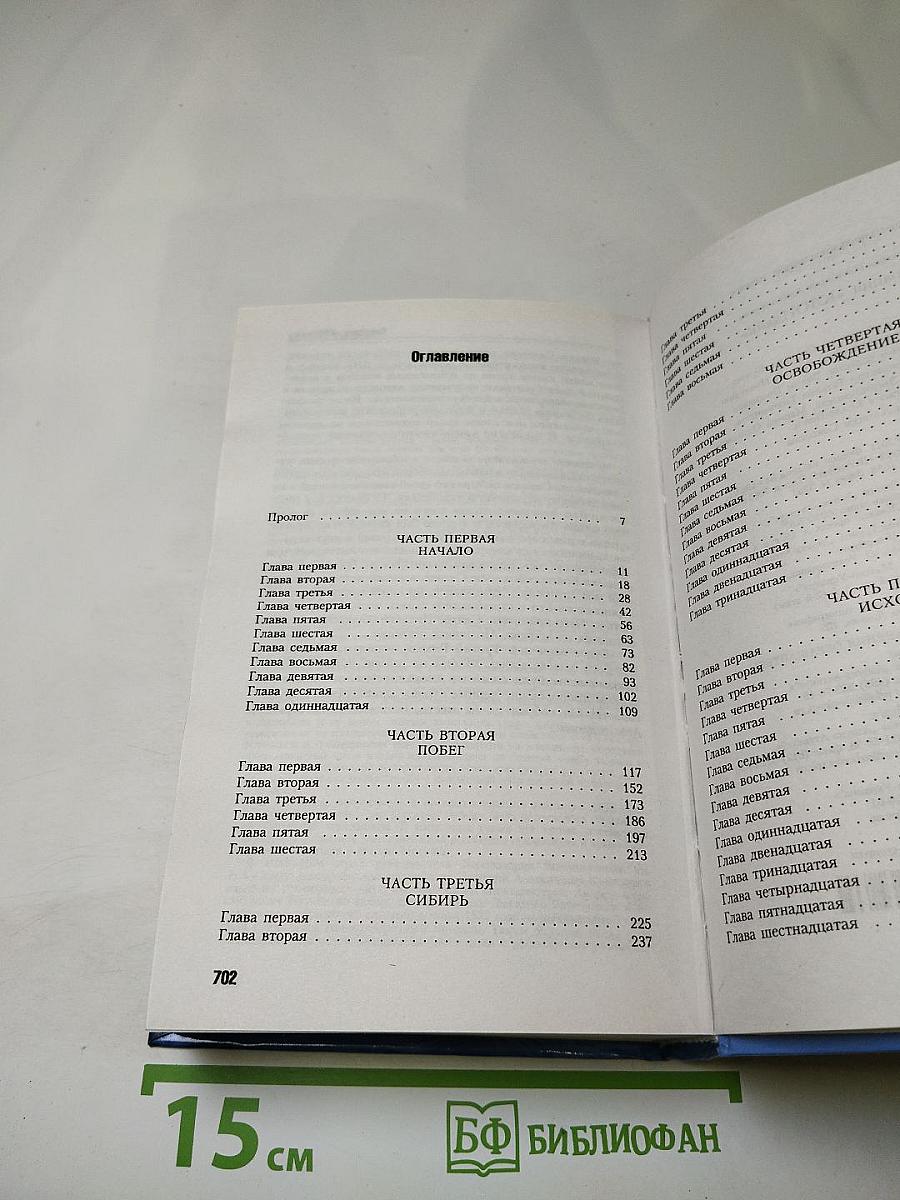 Оглавление
Пролог . . . . . . . . . . . . . . . . . . . . . . . . . . . . . . 7
ЧАСТЬ ПЕРВАЯ
НАЧАЛО
Глава первая . . . . . . . . . . . . . . . . . . . . . . . . . . . 11
Глава вторая . . . . . . . . . . . . . . . . . . . . . . . . . . . 18
Глава третья . . . . . . . . . . . . . . . . . . . . . . . . . . . 28
Глава четвертая . . . . . . . . . . . . . . . . . . . . . . . . . 42
Глава пятая . . . . . . . . . . . . . . . . . . . . . . . . . . . 56
Глава шестая . . . . . . . . . . . . . . . . . . . . . . . . . . . 63
Глава седьмая . . . . . . . . . . . . . . . . . . . . . . . . . . 73
Глава восьмая . . . . . . . . . . . . . . . . . . . . . . . . . . 82
Глава девятая . . . . . . . . . . . . . . . . . . . . . . . . . . 93
Глава десятая . . . . . . . . . . . . . . . . . . . . . . . . . . 102
Глава одиннадцатая . . . . . . . . . . . . . . . . . . . . . . . 109
ЧАСТЬ ВТОРАЯ
ПОБЕГ
Глава первая . . . . . . . . . . . . . . . . . . . . . . . . . . . 117
Глава вторая . . . . . . . . . . . . . . . . . . . . . . . . . . . 152
Глава третья . . . . . . . . . . . . . . . . . . . . . . . . . . . 173
Глава четвертая . . . . . . . . . . . . . . . . . . . . . . . . . 186
Глава пятая . . . . . . . . . . . . . . . . . . . . . . . . . . . 197
Глава шестая . . . . . . . . . . . . . . . . . . . . . . . . . . . 213
ЧАСТЬ ТРЕТЬЯ
СИБИРЬ
Глава первая . . . . . . . . . . . . . . . . . . . . . . . . . . . 225
Глава вторая . . . . . . . . . . . . . . . . . . . . . . . . . . . 237
702
Глава третья . . . . . . . . . . .
Глава четвертая . . . . . . . . . .
Глава пятая . . . . . . . . . . .
Глава шестая . . . . . . . . . . .
Глава седьмая . . . . . . . . . .
Глава восьмая . . . . . . . . . .
ЧАСТЬ ЧЕТВЕРТАЯ
ОСВОБОЖДЕНИЕ
Глава первая . . . . . . . . . . .
Глава вторая . . . . . . . . . . .
Глава третья . . . . . . . . . . .
Глава четвертая . . . . . . . . . .
Глава пятая . . . . . . . . . . .
Глава шестая . . . . . . . . . . .
Глава седьмая . . . . . . . . . .
Глава восьмая . . . . . . . . . .
Глава девятая . . . . . . . . . .
Глава десятая . . . . . . . . . .
Глава одиннадцатая . . . . . . . .
Глава двенадцатая . . . . . . . .
Глава тринадцатая . . . . . . . .
ЧАСТЬ П
ИСХО
Глава первая . . . . . . . . . . .
Глава вторая . . . . . . . . . . .
Глава третья . . . . . . . . . . .
Глава четвертая . . . . . . . . . .
Глава пятая . . . . . . . . . . .
Глава шестая . . . . . . . . . . .
Глава седьмая . . . . . . . . . .
Глава восьмая . . . . . . . . . .
Глава девятая . . . . . . . . . .
Глава десятая . . . . . . . . . .
Глава одиннадцатая . . . . .
Глава двенадцатая . . . . .
Глава тринадцатая . . . . .
Глава четырнадцатая . . .
Глава пятнадцатая . . . .
Глава шестнадцатая . .
15 см
БФ БИБЛИОФАН